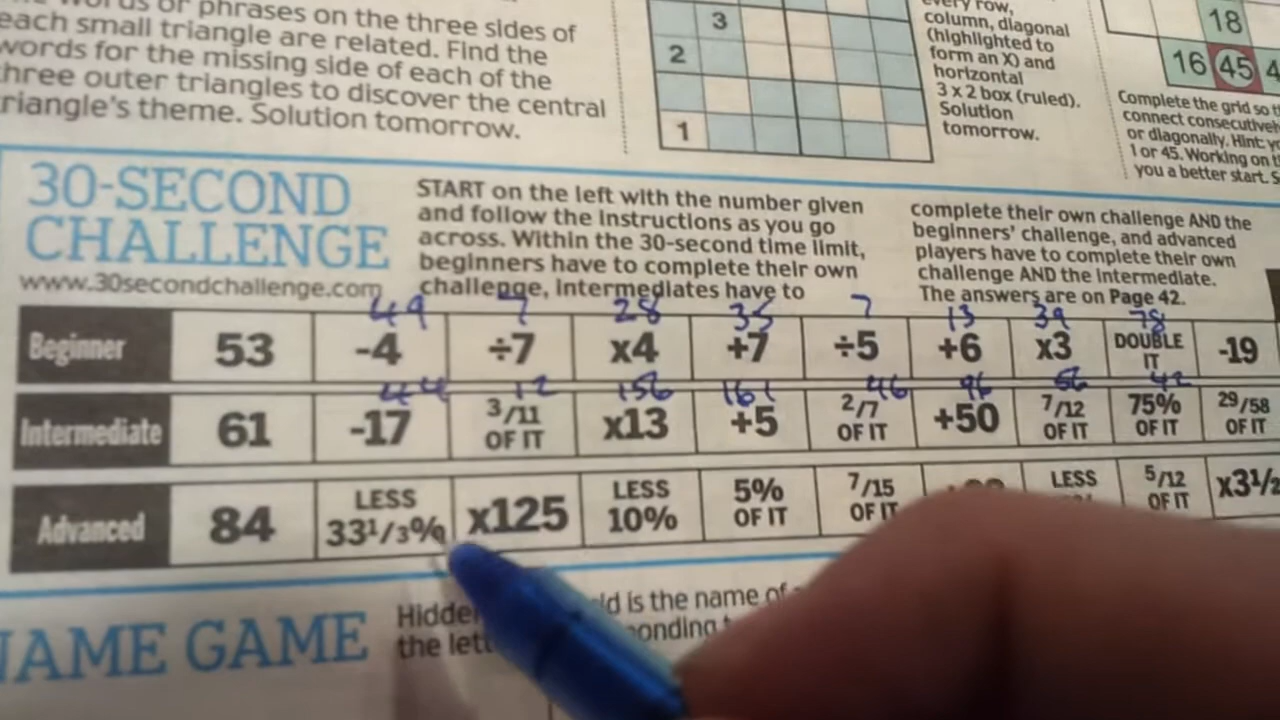 or phrases on the three sides of
each small triangle are related. Find the
words for the missing side of each of the
three outer triangles to discover the central
triangle's theme. Solution tomorrow.
3
2
1
every row,
column, diagonal
(highlighted to
form an X) and
horizontal
3 x 2 box (ruled).
Solution
tomorrow.
18
16 45 4
Complete the grid so
connect
or diagonally. Hint:
1 or 45. Working on
you a better start.
30-SECOND
CHALLENGE
www.30secondchallenge.com
START on the left with the number given
and follow the instructions as you go
across. Within the 30-second time limit,
beginners have to complete their own
challenge, intermediates have to
complete their own challenge AND the
beginners' challenge, and advanced
players have to complete their own
challenge AND the intermediate.
The answers are on Page 42.
49 7 28 35 7 13 39 78
Beginner 53 -4 ÷7 x4 +7 ÷5 +6 x3 DOUBLE IT -19
44 12 156 161 46 96 56 42
Intermediate 61 -17 3/11 OF IT x13 +5 2/7 OF IT +50 7/12 OF IT 75% OF IT 29/58 OF IT
Advanced 84 LESS 33 1/3% x125 LESS 10% 5% OF IT 7/15 OF IT LESS 5/12 OF IT x3½
NAME GAME
is the name of
the